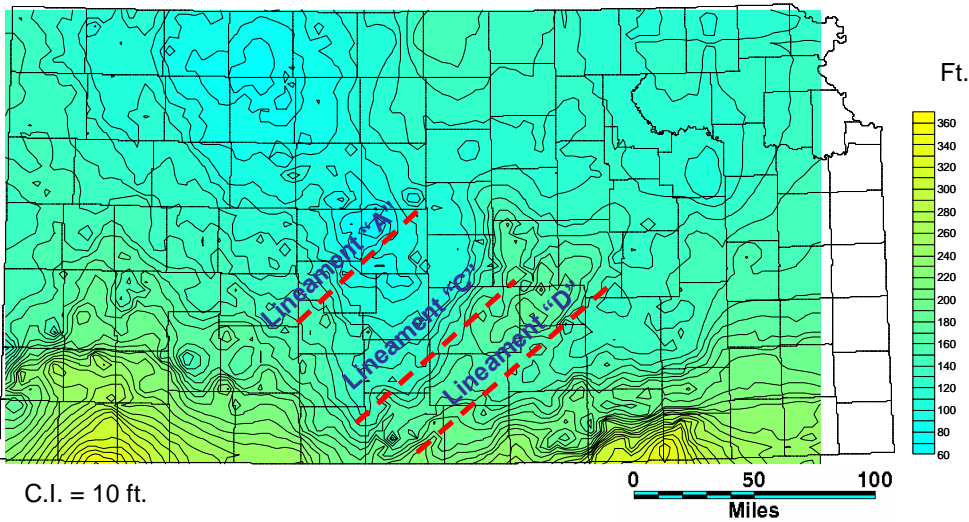 Ft.
360
340
320
300
280
260
240
220
200
180
160
140
120
100
80
60
Lineament “A”
Lineament “C”
Lineament “D”
C.I. = 10 ft.
0 50 100
Miles